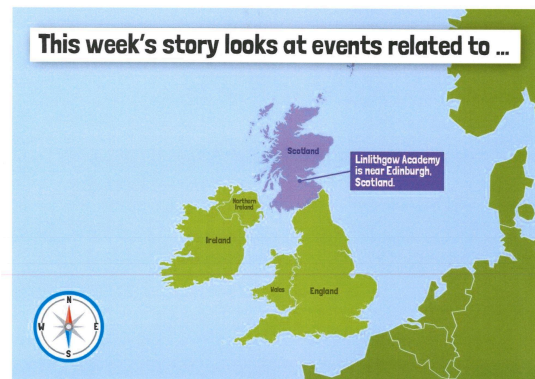 This week's story looks at events related to ...
Scotland
Linlithgow Academy
is near Edinburgh,
Scotland.
Northern
Ireland
Ireland
Wales
England
N
W
E
S